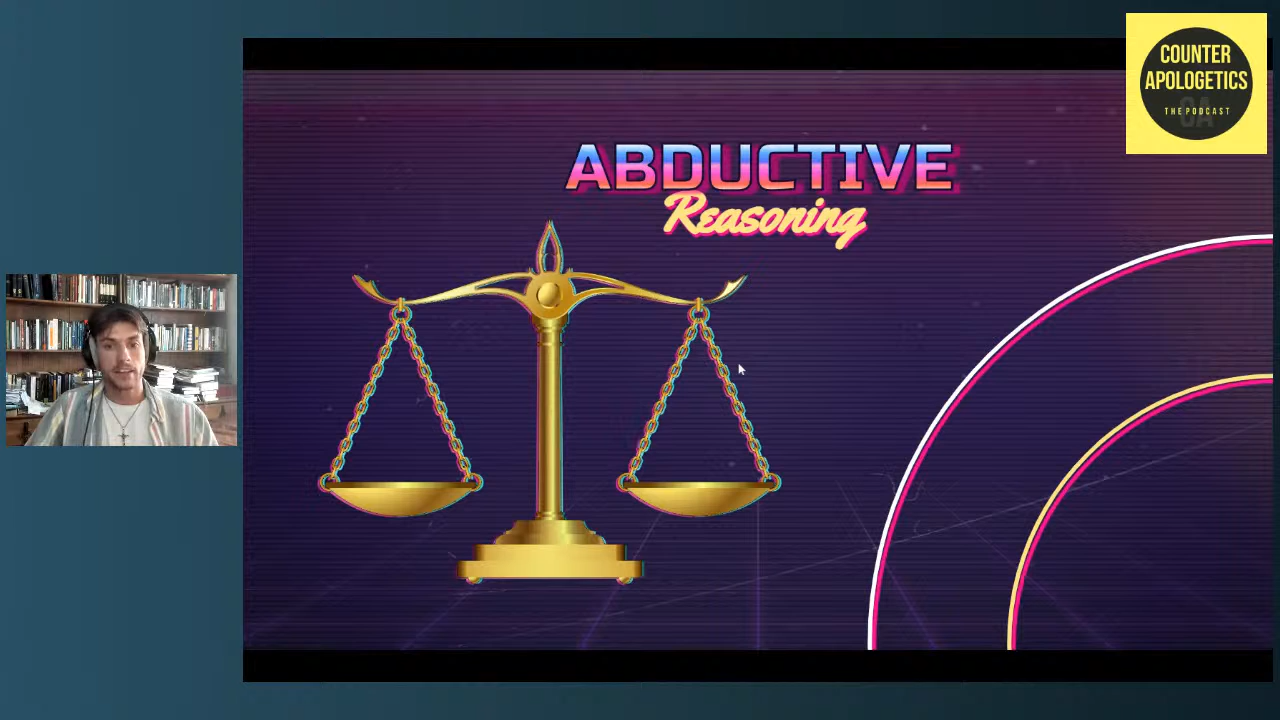 COUNTER
APOLOGETICS
THE PODCAST
ABDUCTIVE
Reasoning